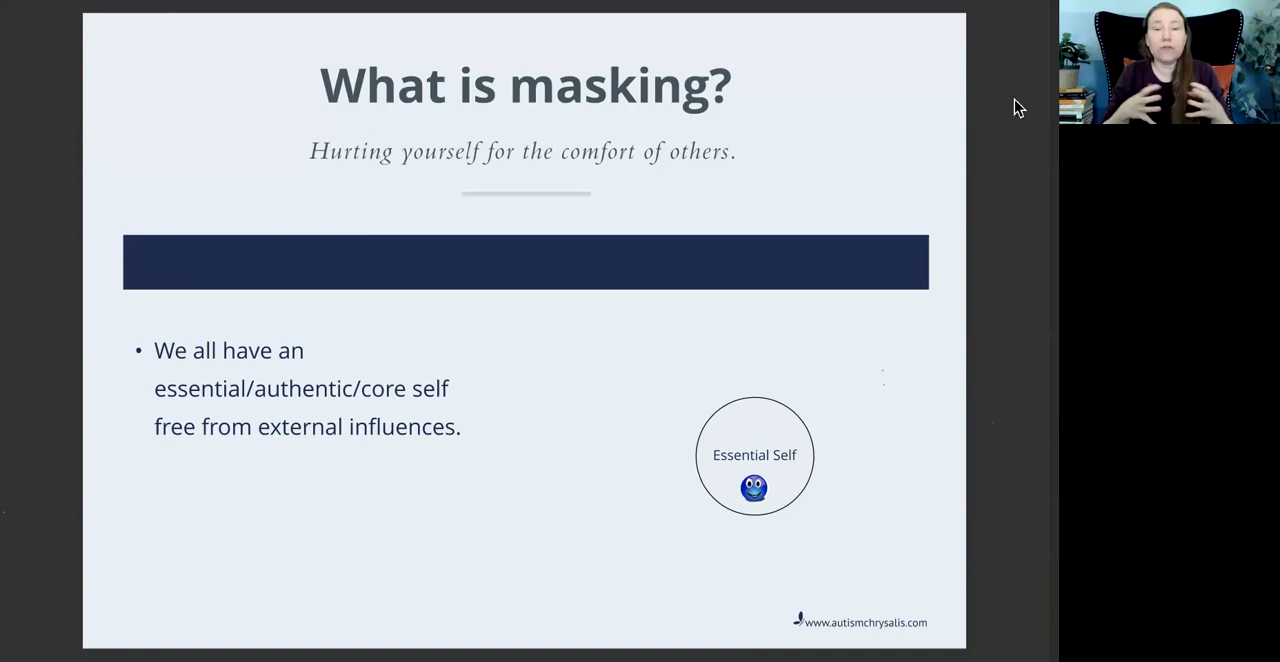 What is masking?
Hurting yourself for the comfort of others.
• We all have an
essential/authentic/core self
free from external influences.
Essential Self
www.autismchrysalis.com